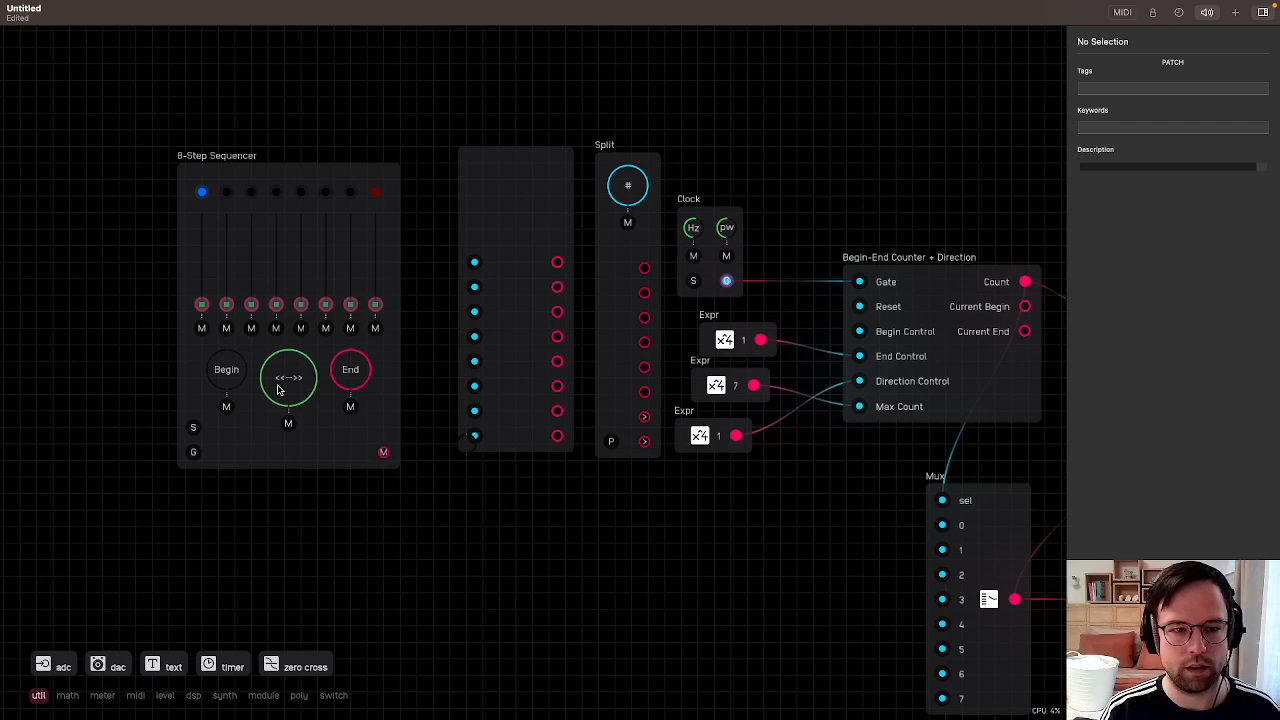 Untitled
Edited
MIDI
No Selection
PATCH
Tags
Keywords
Description
8-Step Sequencer
M M M M M M M M
Begin
<<-->>
End
M
M
M
S
G
M
Split
#
M
P
Clock
Hz
pw
M M
S
Expr
1
Expr
7
Expr
1
Begin-End Counter + Direction
Gate Count
Reset Current Begin
Begin Control Current End
End Control
Direction Control
Max Count
Mux
sel
0
1
2
3
4
5
6
7
adc dac text timer zero cross
util math meter midi level dsp synth module poly switch
CPU: 4%